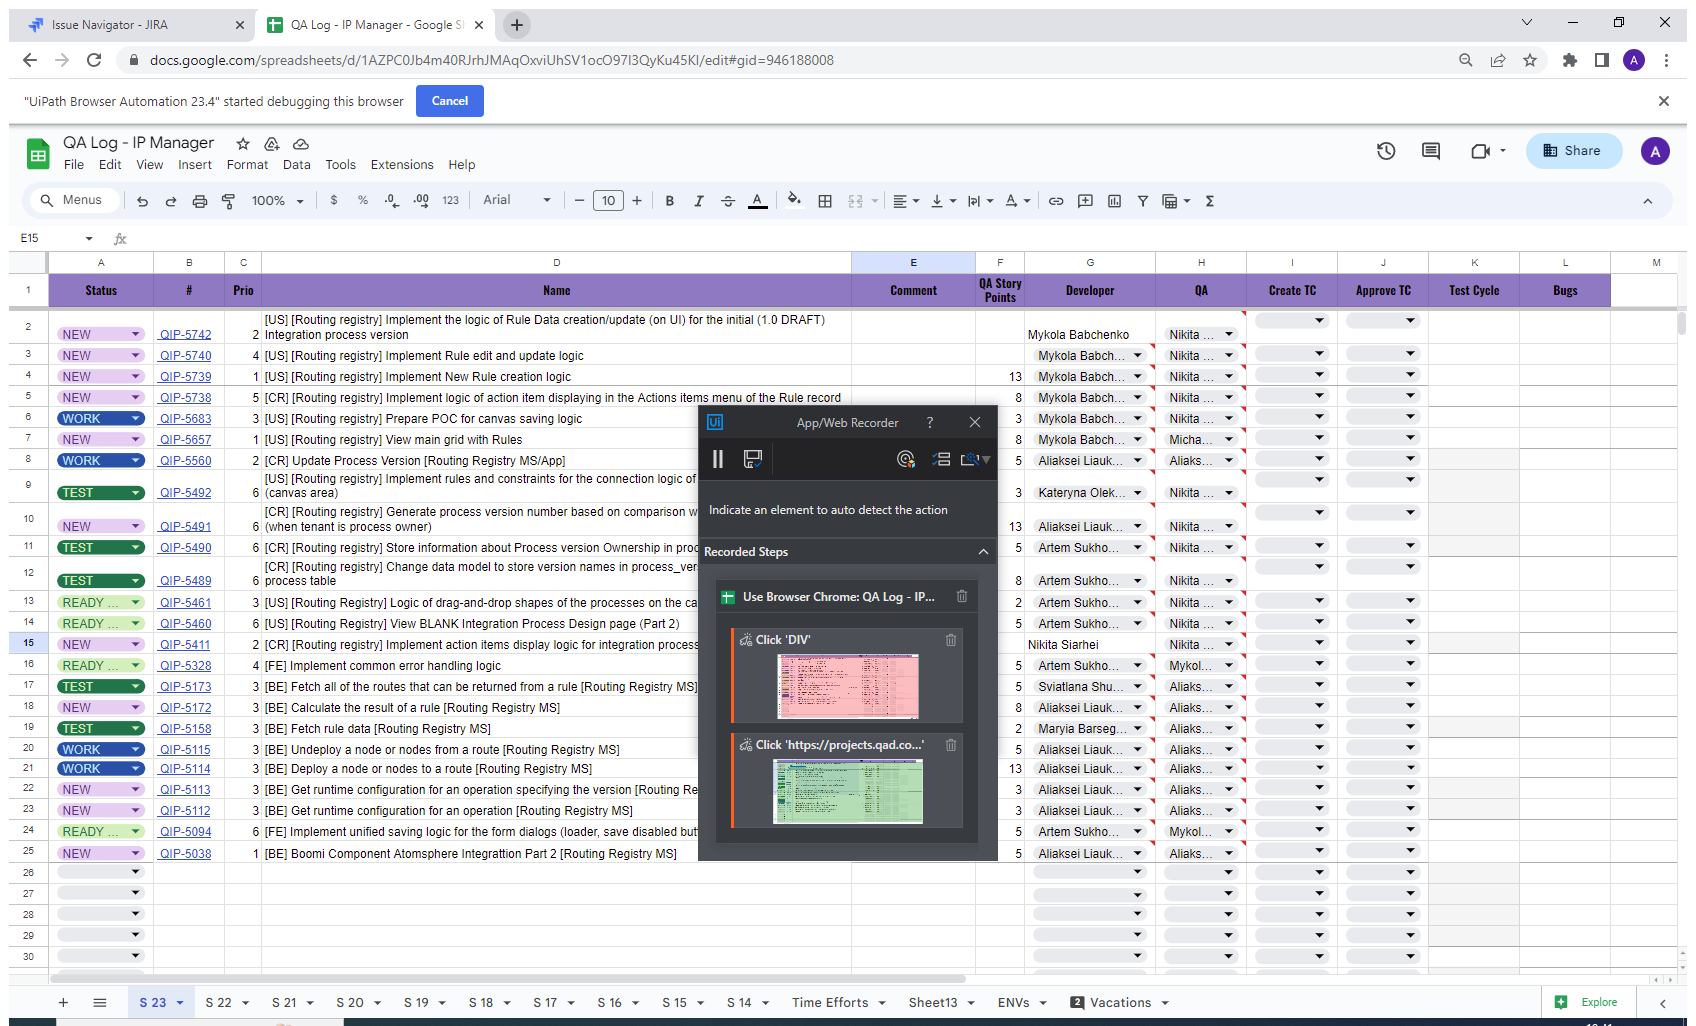 Issue Navigator - JIRA
QA Log - IP Manager - Google Sh
docs.google.com/spreadsheets/d/1AZPC0Jb4m40RJrhJMAqOxviUhSV1ocO97I3QyKu45KI/edit#gid=946188008
A
"UiPath Browser Automation 23.4" started debugging this browser
Cancel
QA Log - IP Manager
File Edit View Insert Format Data Tools Extensions Help
Share
A
Menus
100%
$ % .0 .00 123
Arial
10
B I S A
E15
fx
A B C D E F G H I J K L M
1 Status # Prio Name Comment QA Story Points Developer QA Create TC Approve TC Test Cycle Bugs
2 NEW QIP-5742 2 [US] [Routing registry] Implement the logic of Rule Data creation/update (on UI) for the initial (1.0 DRAFT) Integration process version Mykola Babchenko Nikita ...
3 NEW QIP-5740 4 [US] [Routing registry] Implement Rule edit and update logic Mykola Babch... Nikita ...
4 NEW QIP-5739 1 [US] [Routing registry] Implement New Rule creation logic 13 Mykola Babch... Nikita ...
5 NEW QIP-5738 5 [CR] [Routing registry] Implement logic of action item displaying in the Actions items menu of the Rule record 8 Mykola Babch... Nikita ...
6 WORK QIP-5683 3 [US] [Routing registry] Prepare POC for canvas saving logic 3 Mykola Babch... Nikita ...
7 NEW QIP-5657 1 [US] [Routing registry] View main grid with Rules 8 Mykola Babch... Micha...
8 WORK QIP-5560 2 [CR] Update Process Version [Routing Registry MS/App] 5 Aliaksei Liauk... Aliaks...
9 TEST QIP-5492 6 [US] [Routing registry] Implement rules and constraints for the connection logic of (canvas area) 3 Kateryna Olek... Nikita ...
10 NEW QIP-5491 6 [CR] [Routing registry] Generate process version number based on comparison w (when tenant is process owner) 13 Aliaksei Liauk... Nikita ...
11 TEST QIP-5490 6 [CR] [Routing registry] Store information about Process version Ownership in proc 5 Artem Sukho... Nikita ...
12 TEST QIP-5489 6 [CR] [Routing registry] Change data model to store version names in process_ver process table 8 Artem Sukho... Nikita ...
13 READY ... QIP-5461 3 [US] [Routing Registry] Logic of drag-and-drop shapes of the processes on the ca 2 Artem Sukho... Nikita ...
14 READY ... QIP-5460 6 [US] [Routing Registry] View BLANK Integration Process Design page (Part 2) 5 Artem Sukho... Nikita ...
15 NEW QIP-5411 2 [CR] [Routing registry] Implement action items display logic for integration process Nikita Siarhei Nikita ...
16 READY ... QIP-5328 4 [FE] Implement common error handling logic 5 Artem Sukho... Mykol...
17 TEST QIP-5173 3 [BE] Fetch all of the routes that can be returned from a rule [Routing Registry MS] 5 Sviatlana Shu... Aliaks...
18 NEW QIP-5172 3 [BE] Calculate the result of a rule [Routing Registry MS] 8 Aliaksei Liauk... Aliaks...
19 TEST QIP-5158 3 [BE] Fetch rule data [Routing Registry MS] 2 Maryia Barseg... Aliaks...
20 WORK QIP-5115 3 [BE] Undeploy a node or nodes from a route [Routing Registry MS] 5 Aliaksei Liauk... Aliaks...
21 WORK QIP-5114 3 [BE] Deploy a node or nodes to a route [Routing Registry MS] 13 Aliaksei Liauk... Aliaks...
22 NEW QIP-5113 3 [BE] Get runtime configuration for an operation specifying the version [Routing Re 3 Aliaksei Liauk... Aliaks...
23 NEW QIP-5112 3 [BE] Get runtime configuration for an operation [Routing Registry MS] 3 Aliaksei Liauk... Aliaks...
24 READY ... QIP-5094 6 [FE] Implement unified saving logic for the form dialogs (loader, save disabled but 5 Artem Sukho... Mykol...
25 NEW QIP-5038 1 [BE] Boomi Component Atomsphere Integrattion Part 2 [Routing Registry MS] 5 Aliaksei Liauk... Aliaks...
26
27
28
29
30
Ui
App/Web Recorder
?
Indicate an element to auto detect the action
Recorded Steps
Use Browser Chrome: QA Log - IP...
Click 'DIV'
Click 'https://projects.qad.co...'
S 23 S 22 S 21 S 20 S 19 S 18 S 17 S 16 S 15 S 14 Time Efforts Sheet13 ENVs 2 Vacations
Explore